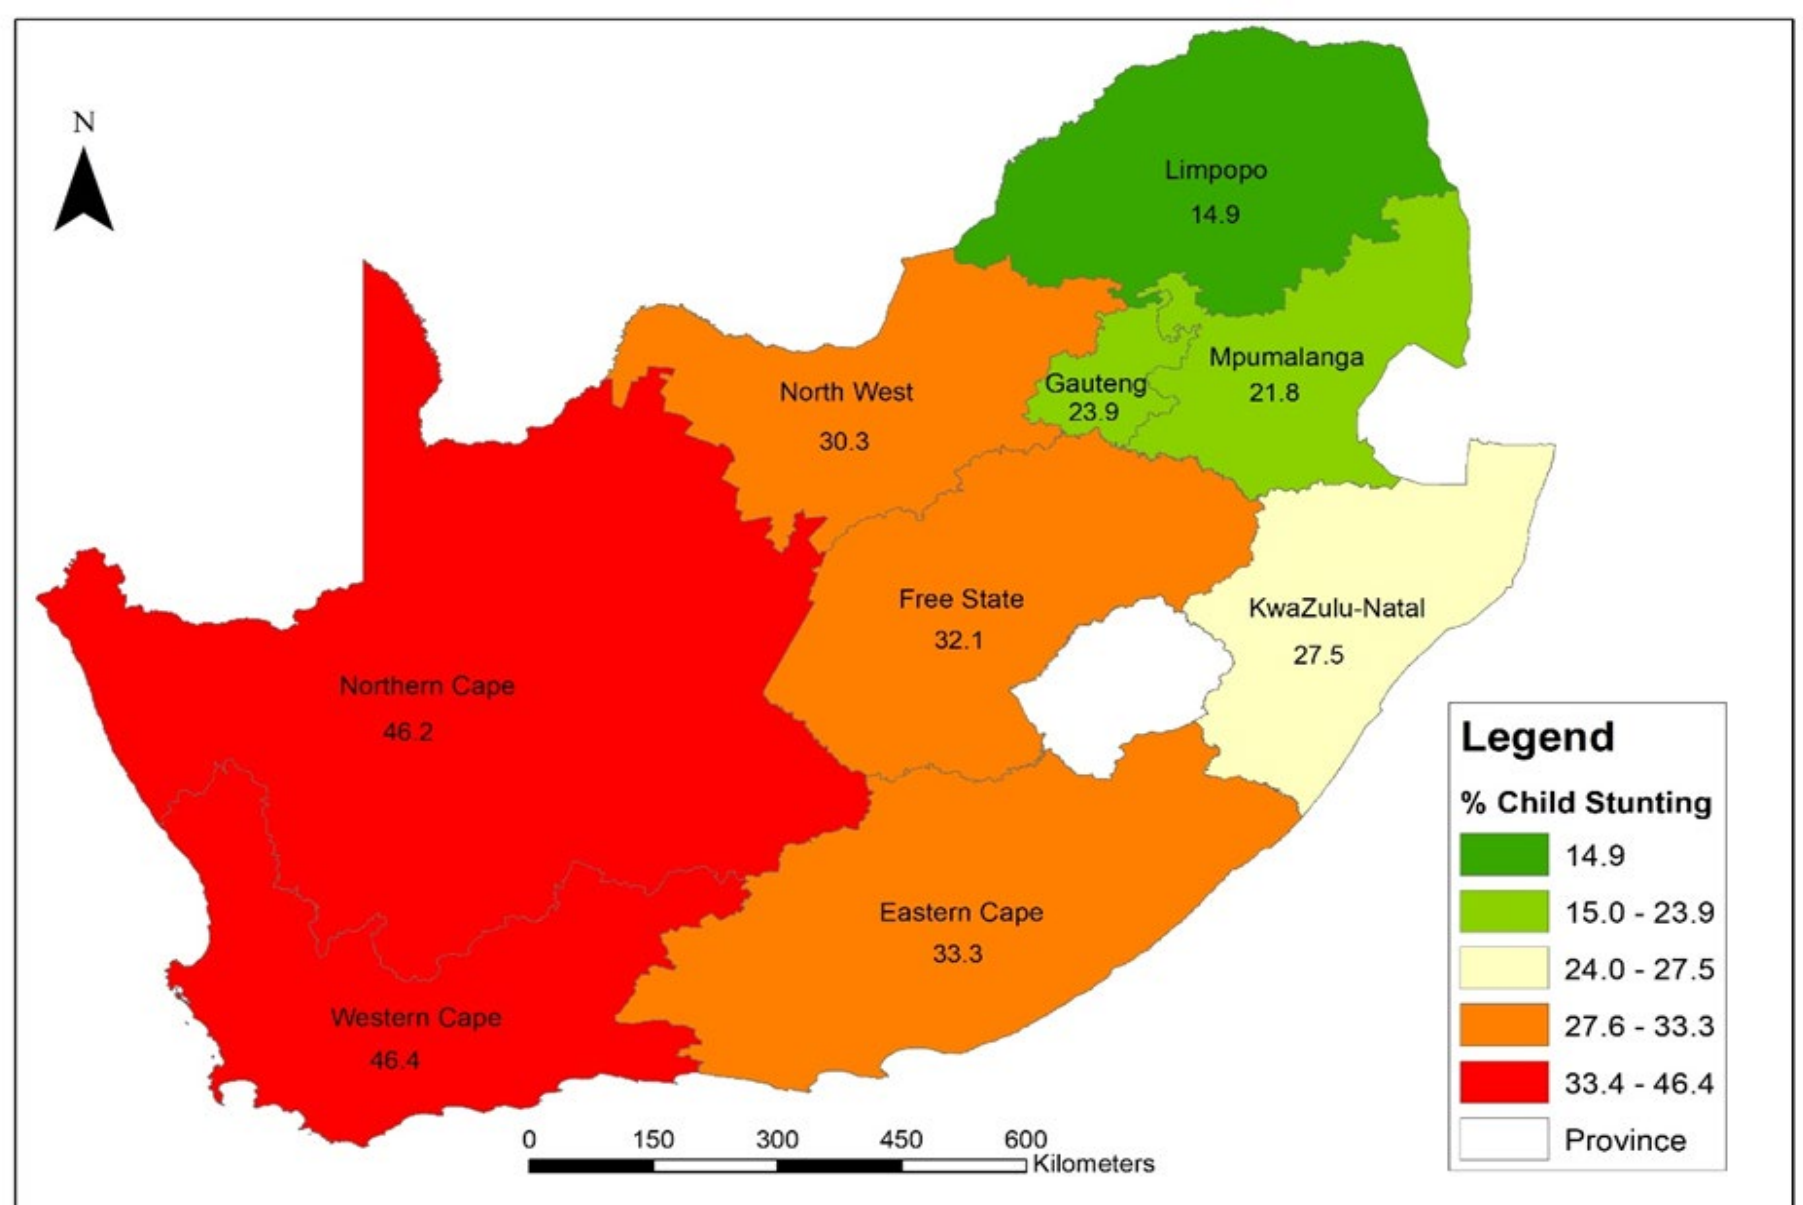 N
Limpopo
14.9
Mpumalanga
21.8
Gauteng
23.9
North West
30.3
Free State
32.1
KwaZulu-Natal
27.5
Northern Cape
46.2
Eastern Cape
33.3
Western Cape
46.4
Legend
% Child Stunting
14.9
15.0 - 23.9
24.0 - 27.5
27.6 - 33.3
33.4 - 46.4
Province
0 150 300 450 600
Kilometers